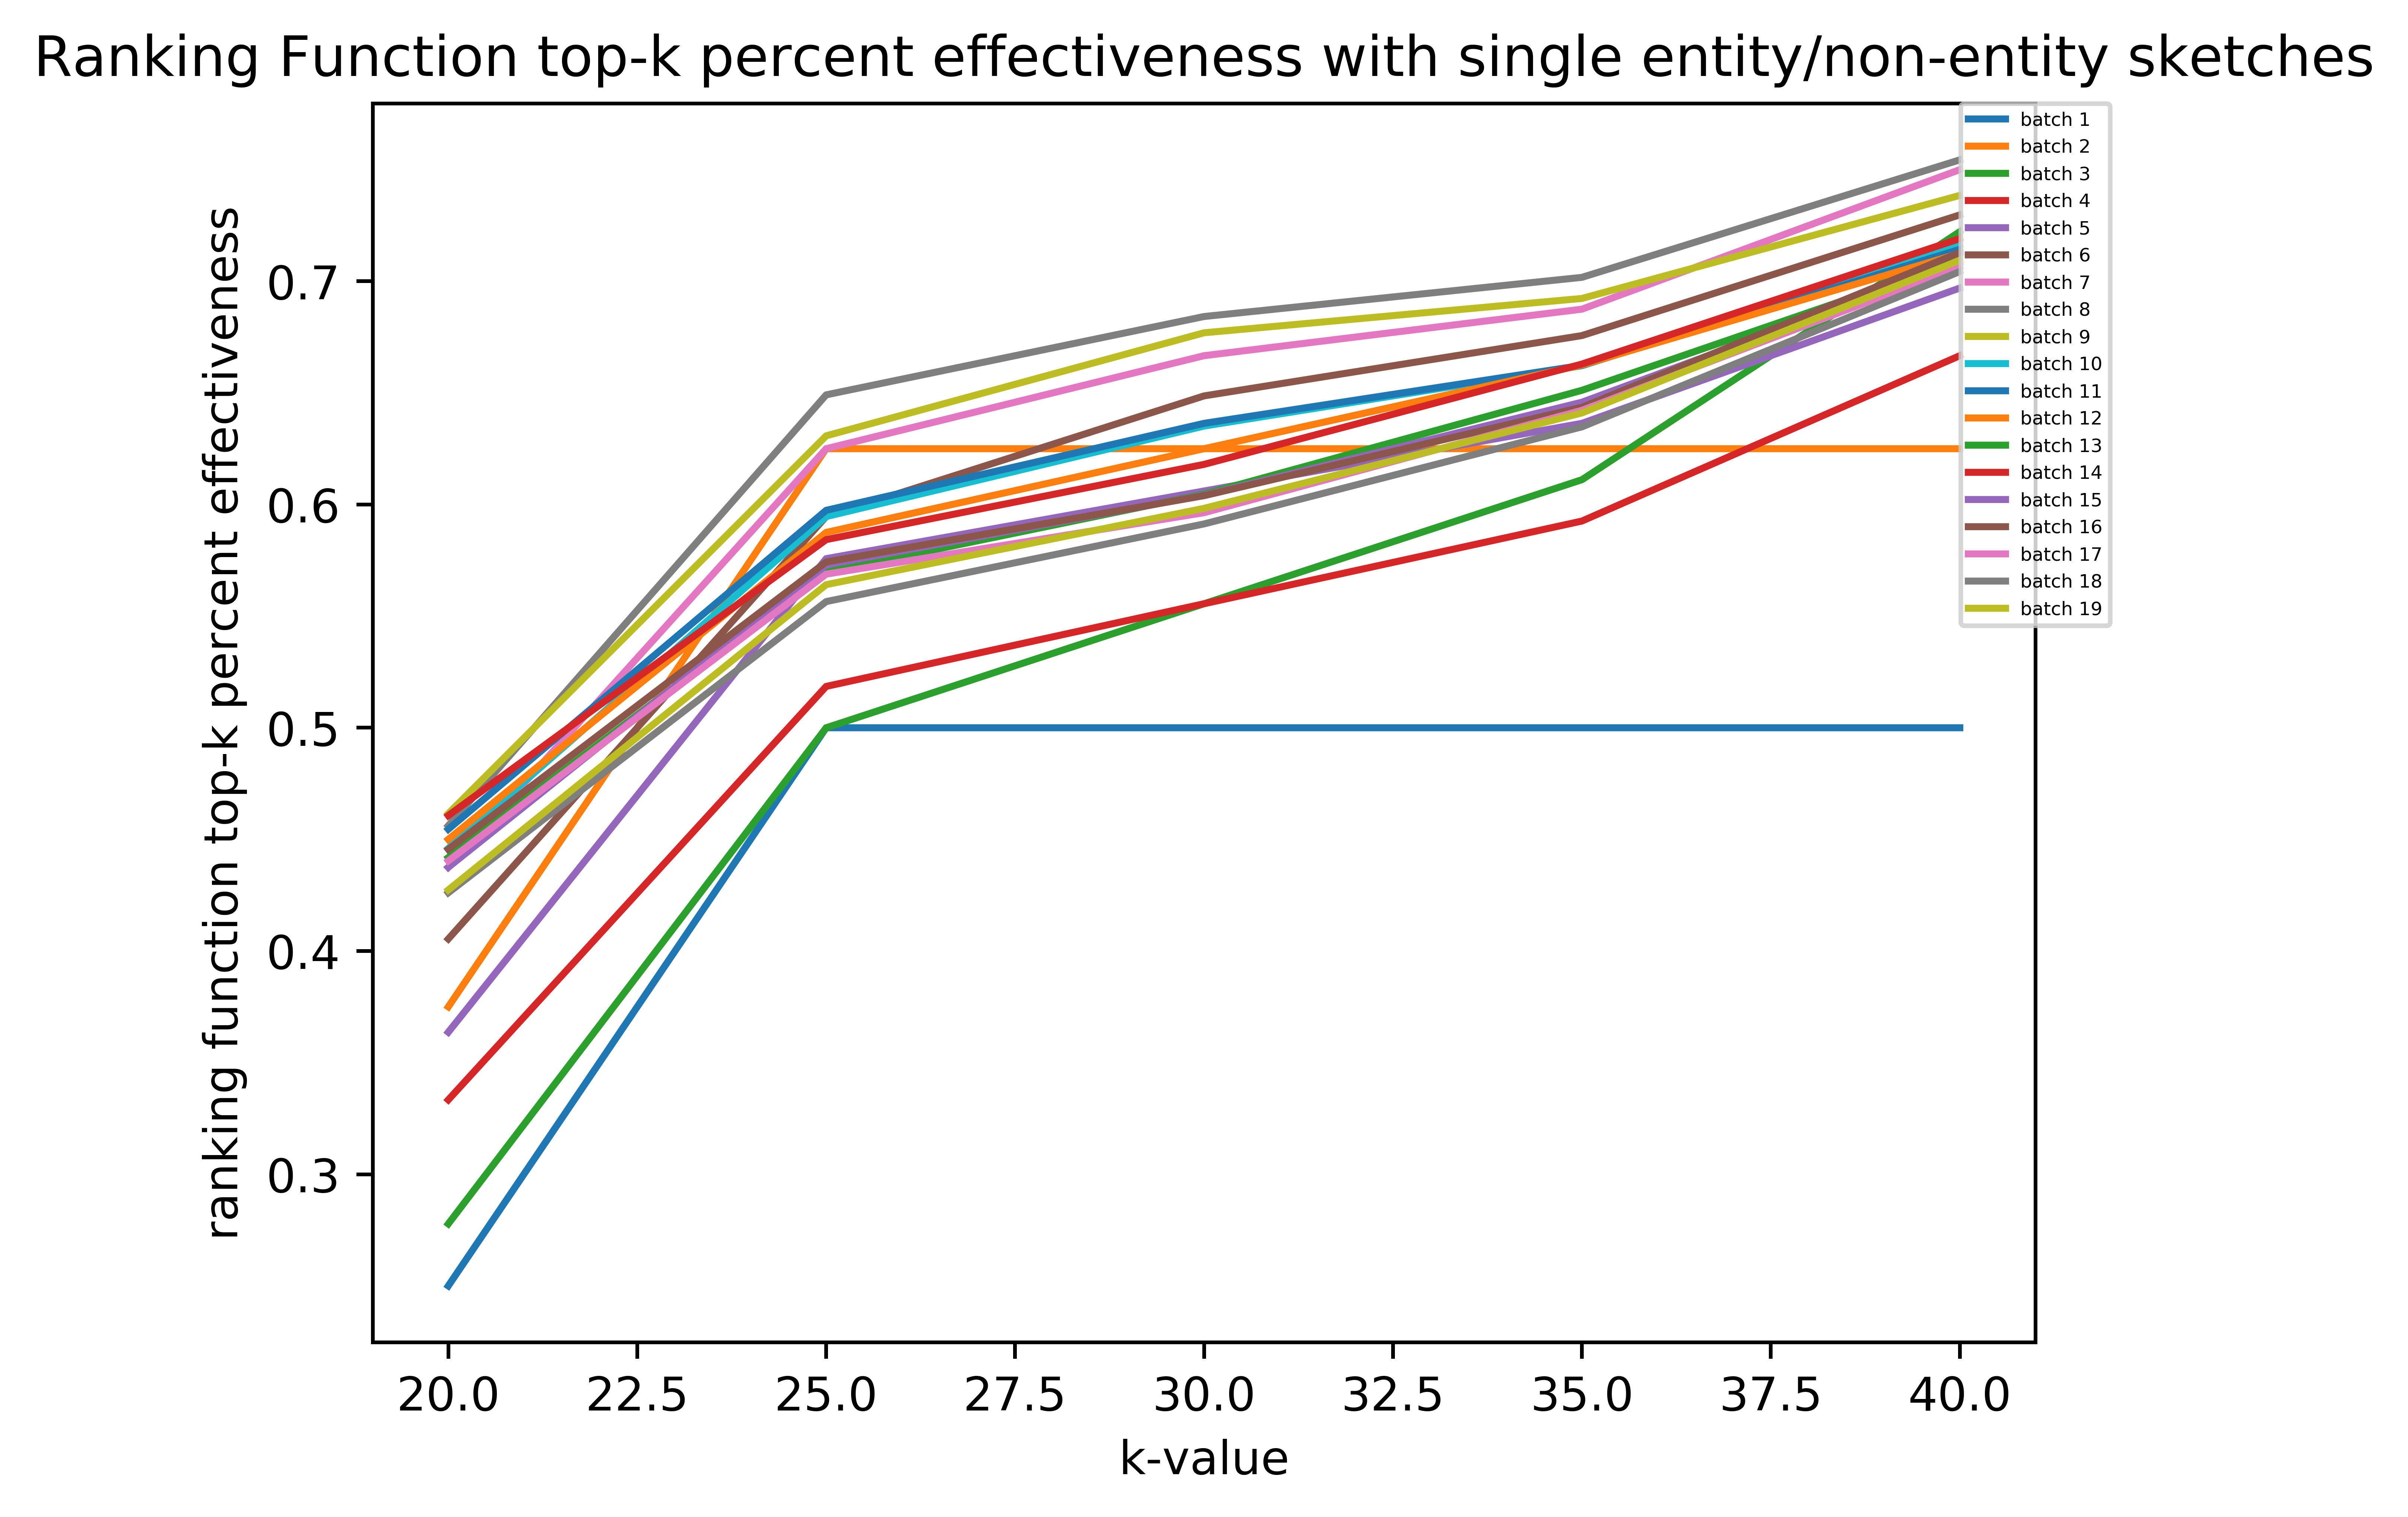 Ranking Function top-k percent effectiveness with single entity/non-entity sketches
ranking function top-k percent effectiveness
0.7
0.6
0.5
0.4
0.3
20.0 22.5 25.0 27.5 30.0 32.5 35.0 37.5 40.0
k-value
batch 1
batch 2
batch 3
batch 4
batch 5
batch 6
batch 7
batch 8
batch 9
batch 10
batch 11
batch 12
batch 13
batch 14
batch 15
batch 16
batch 17
batch 18
batch 19